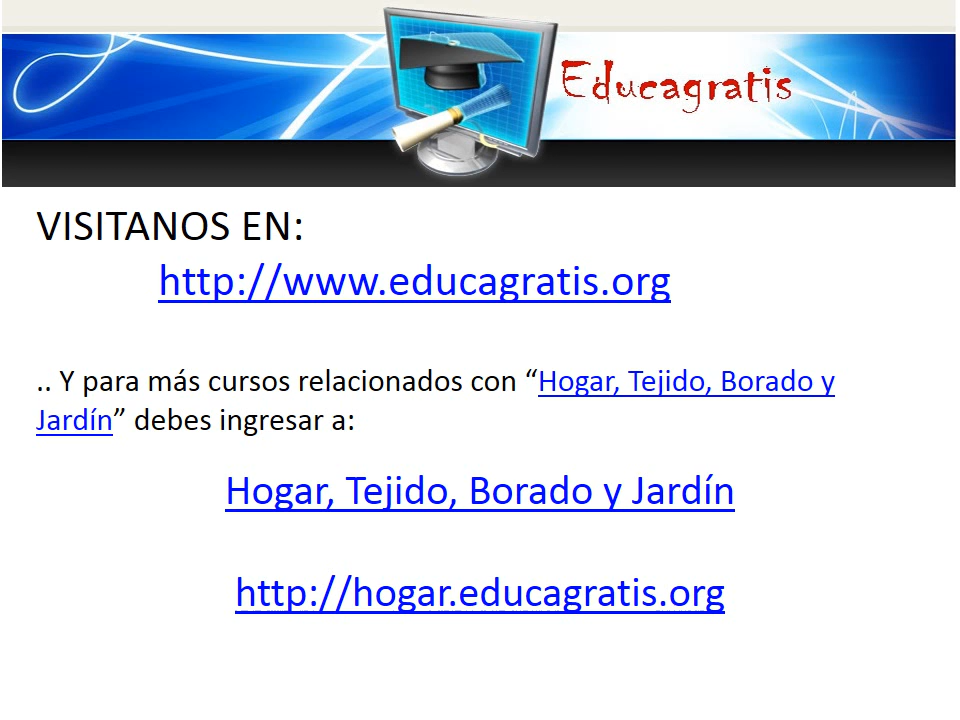 Educagratis
VISITANOS EN:
http://www.educagratis.org
.. Y para más cursos relacionados con “Hogar, Tejido, Borado y
Jardín” debes ingresar a:
Hogar, Tejido, Borado y Jardín
http://hogar.educagratis.org